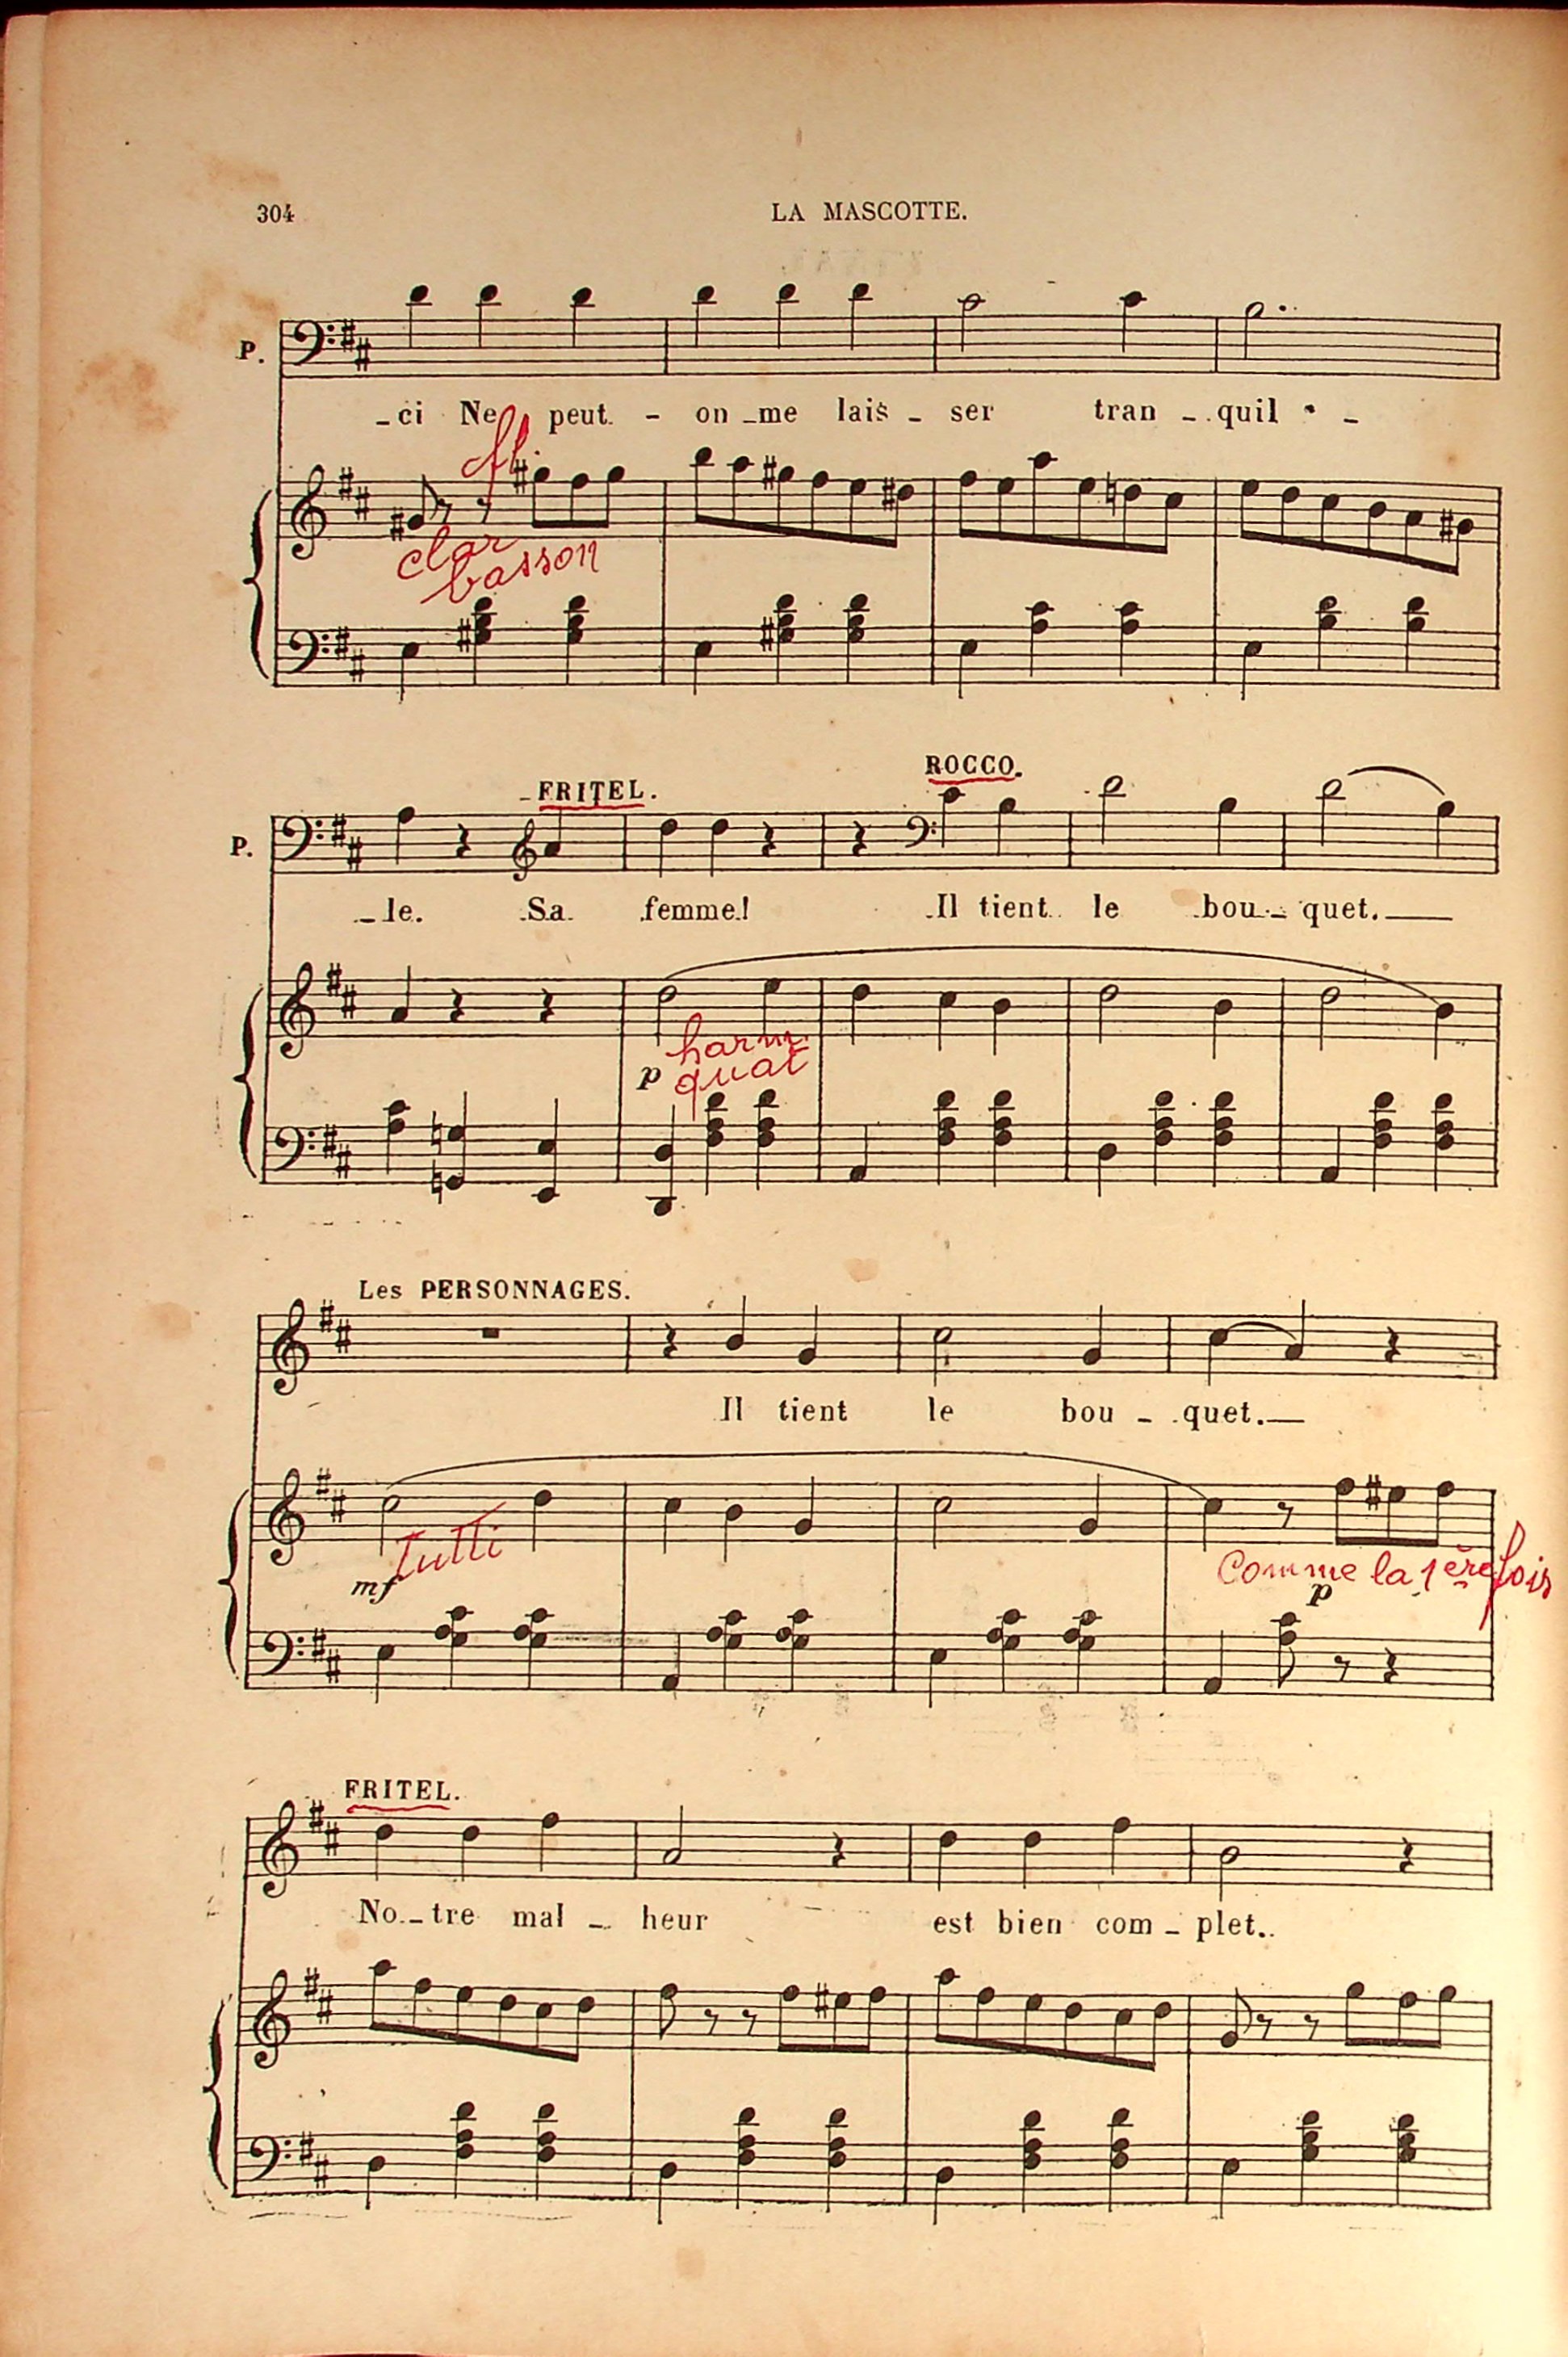 304
LA MASCOTTE.
P.
_ci Ne peut - on_me lais - ser tran - quil - -
fl.
clar
basson
ROCCO.
FRITEL.
P.
_le. Sa femme! Il tient le bou - quet.
harm.
quat
p
Les PERSONNAGES.
Il tient le bou - quet.
Tutti
mf
Comme la 1ère fois
p
FRITEL.
No - tre mal - heur est bien com - plet.